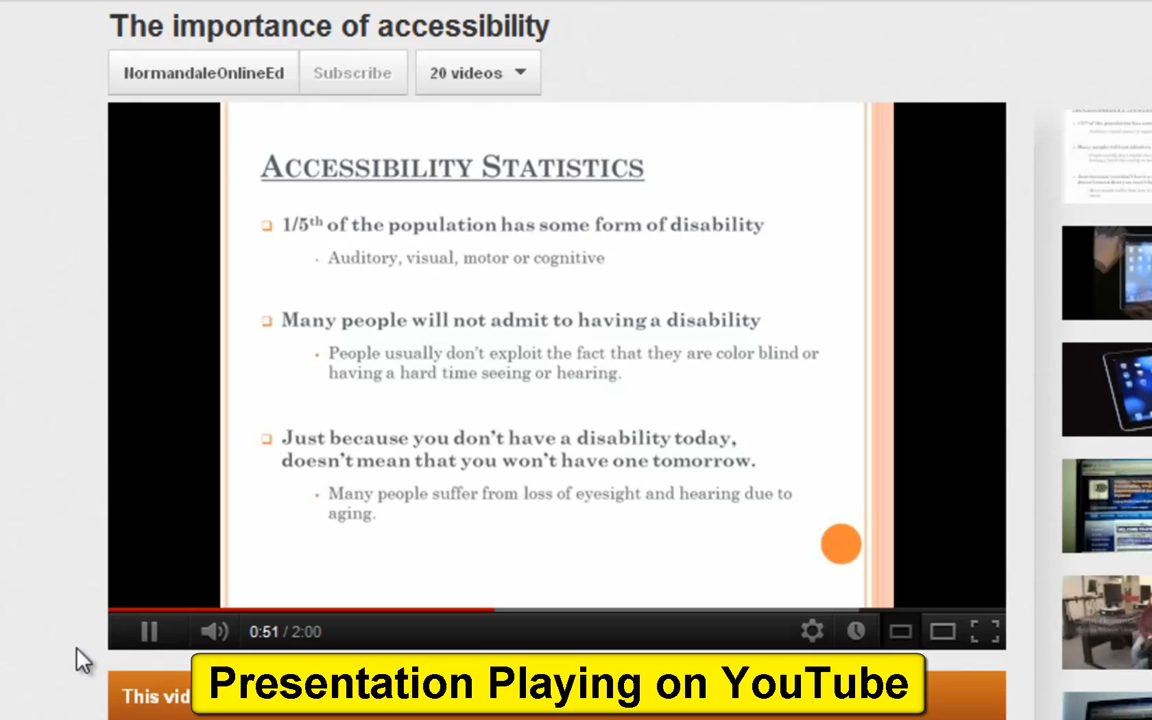 The importance of accessibility
NormandaleOnlineEd
Subscribe
20 videos
ACCESSIBILITY STATISTICS
1/5th of the population has some form of disability
Auditory, visual, motor or cognitive
Many people will not admit to having a disability
People usually don't exploit the fact that they are color blind or
having a hard time seeing or hearing.
Just because you don't have a disability today,
doesn't mean that you won't have one tomorrow.
Many people suffer from loss of eyesight and hearing due to
aging.
0:51 / 2:00
This vid
Presentation Playing on YouTube